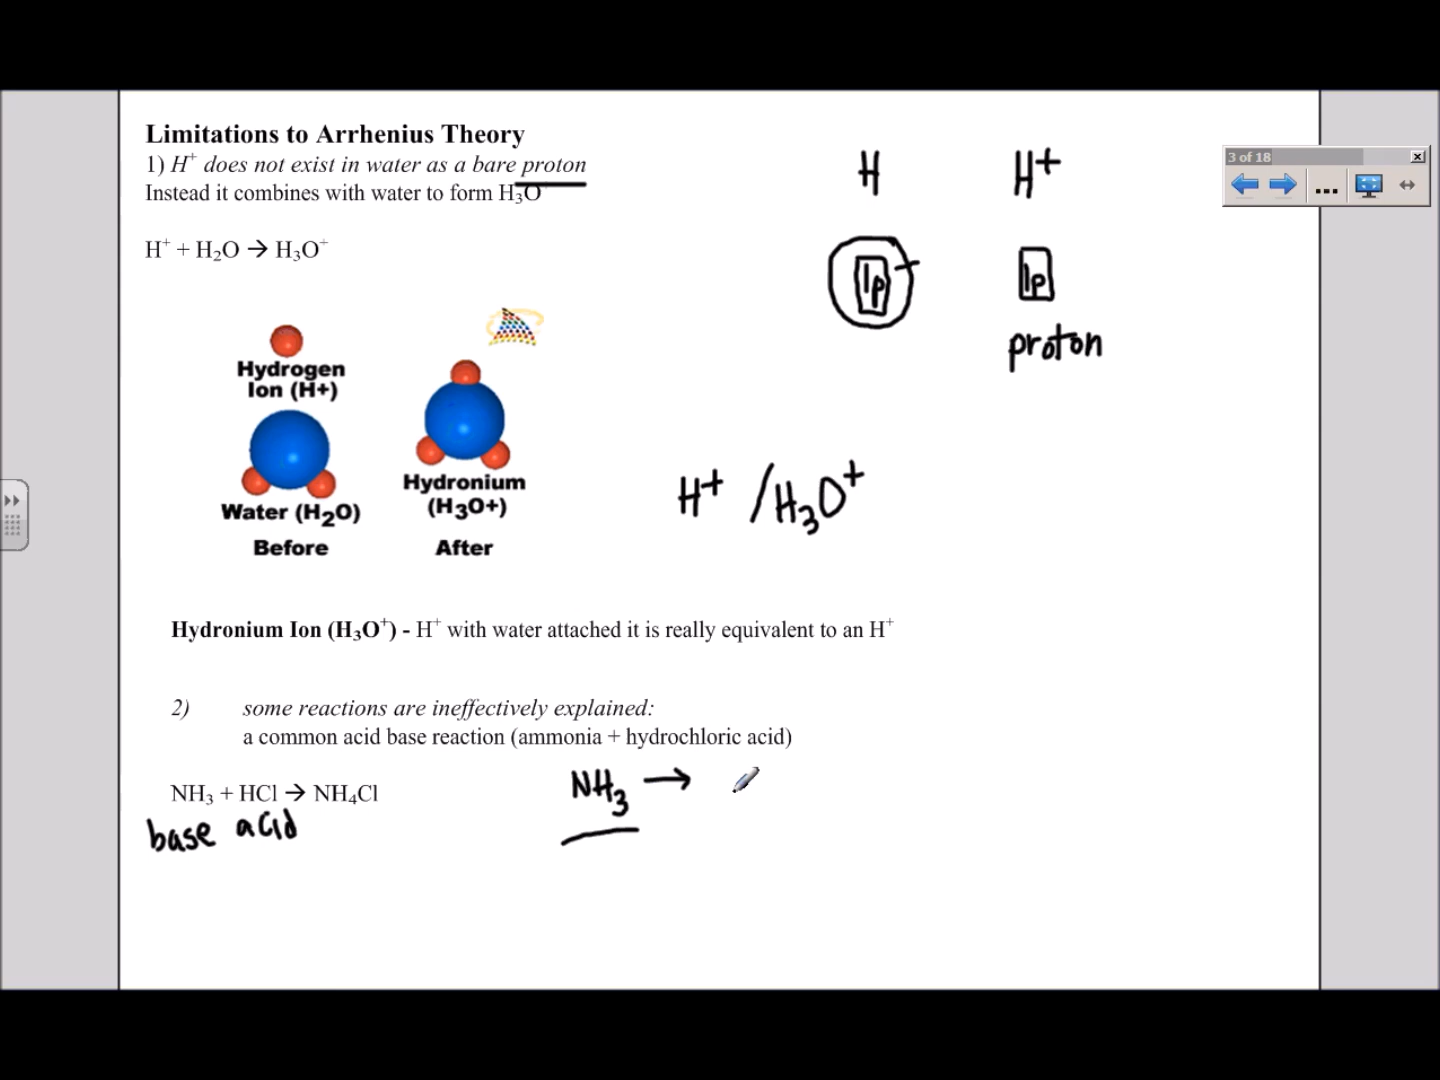 Limitations to Arrhenius Theory
1) H⁺ does not exist in water as a bare proton
Instead it combines with water to form H₃O⁺
H⁺ + H₂O → H₃O⁺
Hydrogen
Ion (H+)
Water (H₂O)
Before
Hydronium
(H₃O+)
After
H H⁺
1p 1p
proton
H⁺ /H₃O⁺
Hydronium Ion (H₃O⁺) - H⁺ with water attached it is really equivalent to an H⁺
2) some reactions are ineffectively explained:
a common acid base reaction (ammonia + hydrochloric acid)
NH₃ + HCl → NH₄Cl
base acid
NH₃ →
3 of 18
...